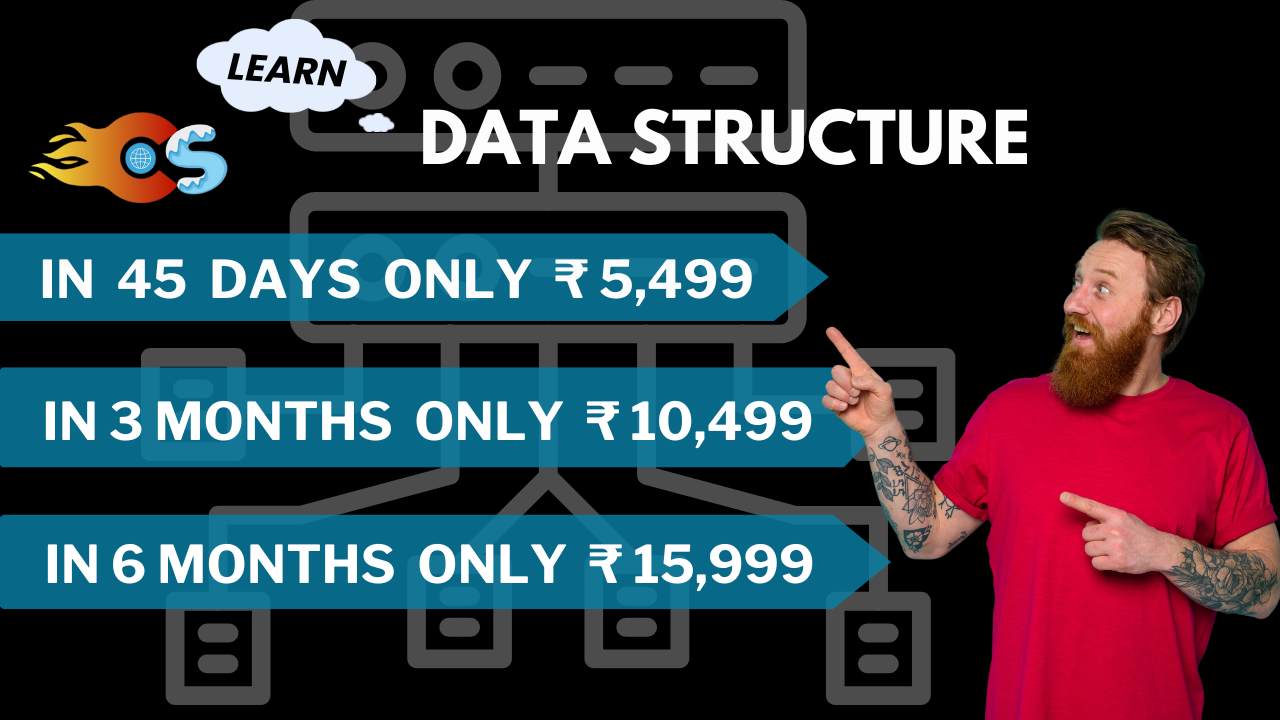 LEARN
CS
DATA STRUCTURE
IN 45 DAYS ONLY ₹ 5,499
IN 3 MONTHS ONLY ₹ 10,499
IN 6 MONTHS ONLY ₹ 15,999